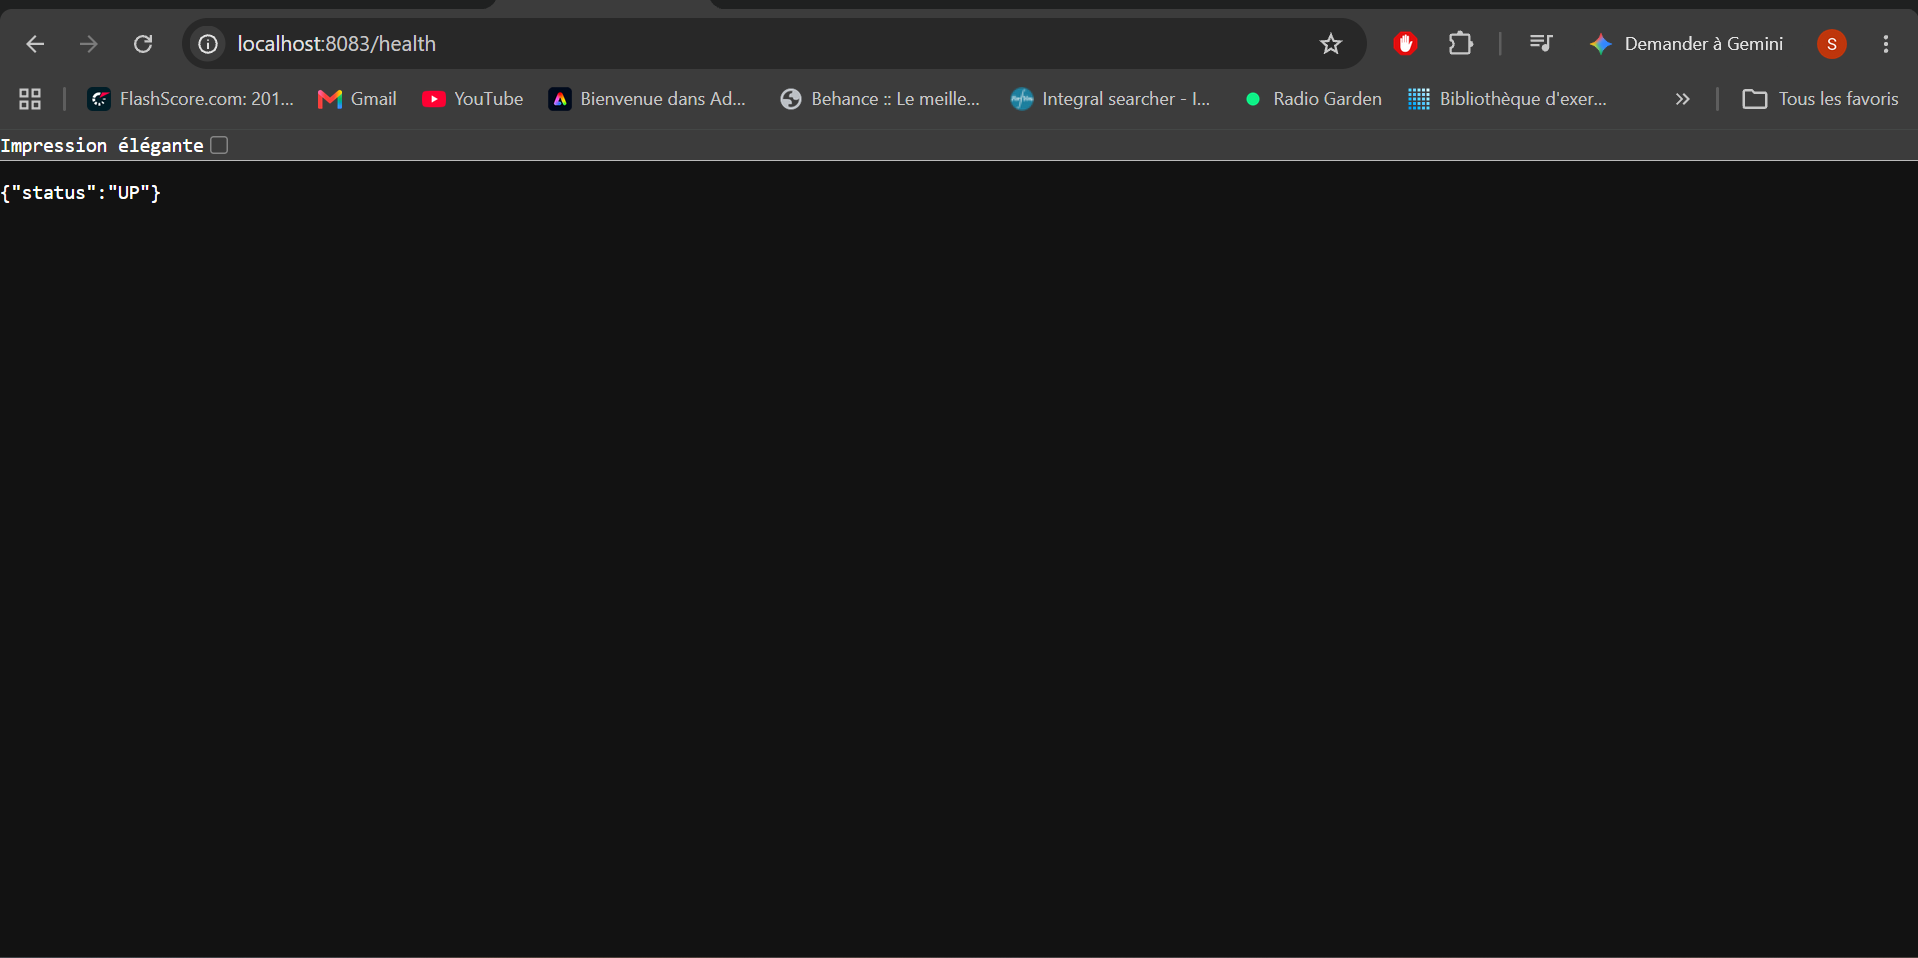 localhost:8083/health
Demander à Gemini
S
FlashScore.com: 201...
Gmail
YouTube
Bienvenue dans Ad...
Behance :: Le meille...
Integral searcher - I...
Radio Garden
Bibliothèque d'exer...
Tous les favoris
Impression élégante
{"status":"UP"}